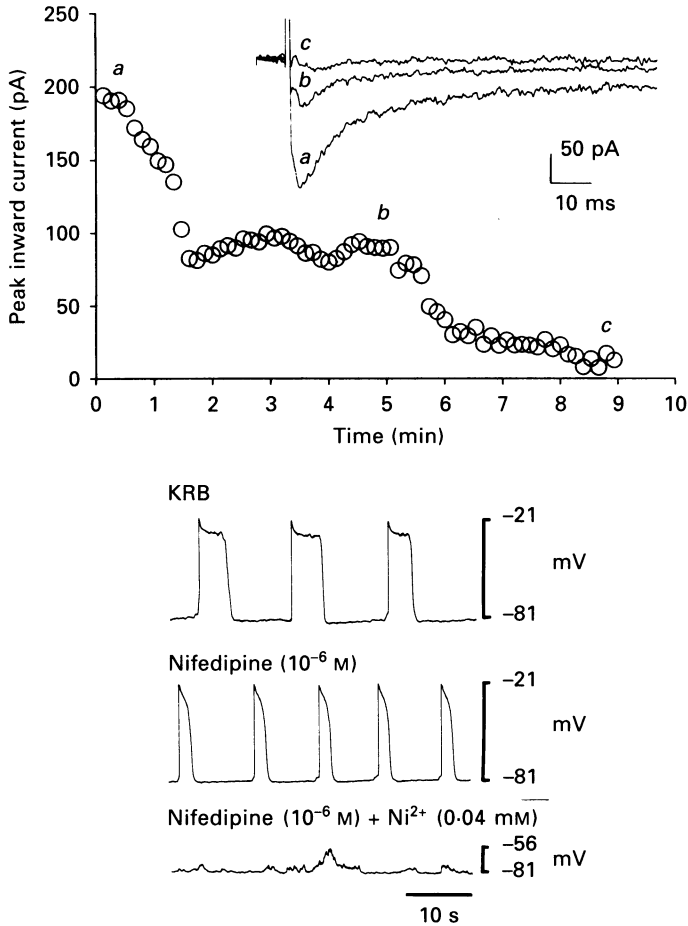 250
200
150
100
50
0
Peak inward current (pA)
a
b
c
c
b
a
50 pA
10 ms
0 1 2 3 4 5 6 7 8 9 10
Time (min)
KRB
−21
mV
−81
Nifedipine (10⁻⁶ M)
−21
mV
−81
Nifedipine (10⁻⁶ M) + Ni²⁺ (0·04 mM)
−56
mV
−81
10 s